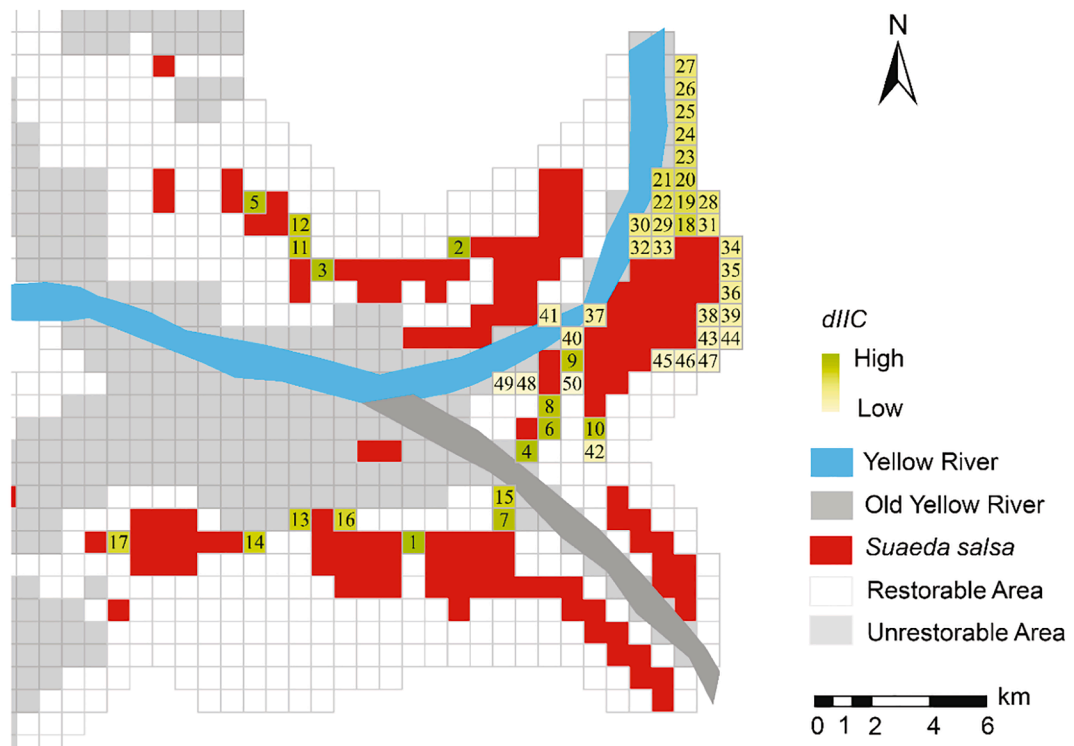 N
27
26
25
24
23
21 20
5 22 19 28
12 30 29 18 31
11 2 32 33 34
3 35
36
41 37 38 39
40 43 44
9 45 46 47
49 48 50
8
6 10
4 42
15
13 16 7
17 14 1
dIIC
High
Low
Yellow River
Old Yellow River
Suaeda salsa
Restorable Area
Unrestorable Area
km
0 1 2 4 6